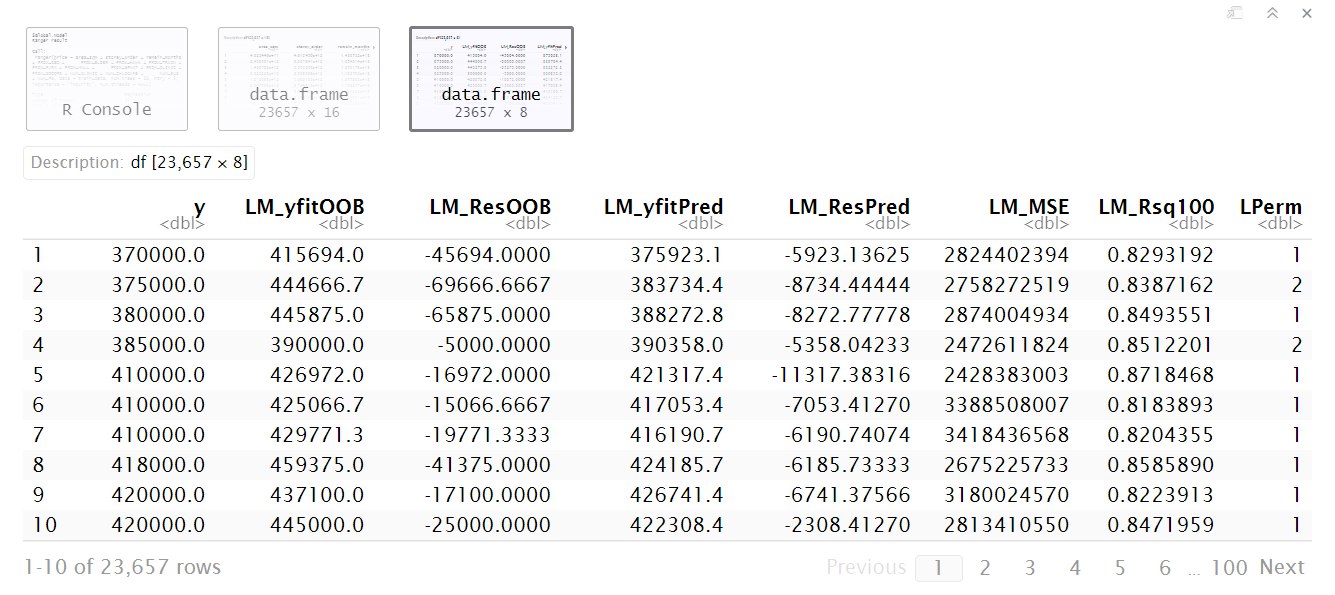 R Console
data.frame
23657 x 16
data.frame
23657 x 8
Description: df [23,657 × 8]
y LM_yfitOOB LM_ResOOB LM_yfitPred LM_ResPred LM_MSE LM_Rsq100 LPerm
<dbl> <dbl> <dbl> <dbl> <dbl> <dbl> <dbl> <dbl>
1 370000.0 415694.0 -45694.0000 375923.1 -5923.13625 2824402394 0.8293192 1
2 375000.0 444666.7 -69666.6667 383734.4 -8734.44444 2758272519 0.8387162 2
3 380000.0 445875.0 -65875.0000 388272.8 -8272.77778 2874004934 0.8493551 1
4 385000.0 390000.0 -5000.0000 390358.0 -5358.04233 2472611824 0.8512201 2
5 410000.0 426972.0 -16972.0000 421317.4 -11317.38316 2428383003 0.8718468 1
6 410000.0 425066.7 -15066.6667 417053.4 -7053.41270 3388508007 0.8183893 1
7 410000.0 429771.3 -19771.3333 416190.7 -6190.74074 3418436568 0.8204355 1
8 418000.0 459375.0 -41375.0000 424185.7 -6185.73333 2675225733 0.8585890 1
9 420000.0 437100.0 -17100.0000 426741.4 -6741.37566 3180024570 0.8223913 1
10 420000.0 445000.0 -25000.0000 422308.4 -2308.41270 2813410550 0.8471959 1
1-10 of 23,657 rows
Previous 1 2 3 4 5 6 ... 100 Next